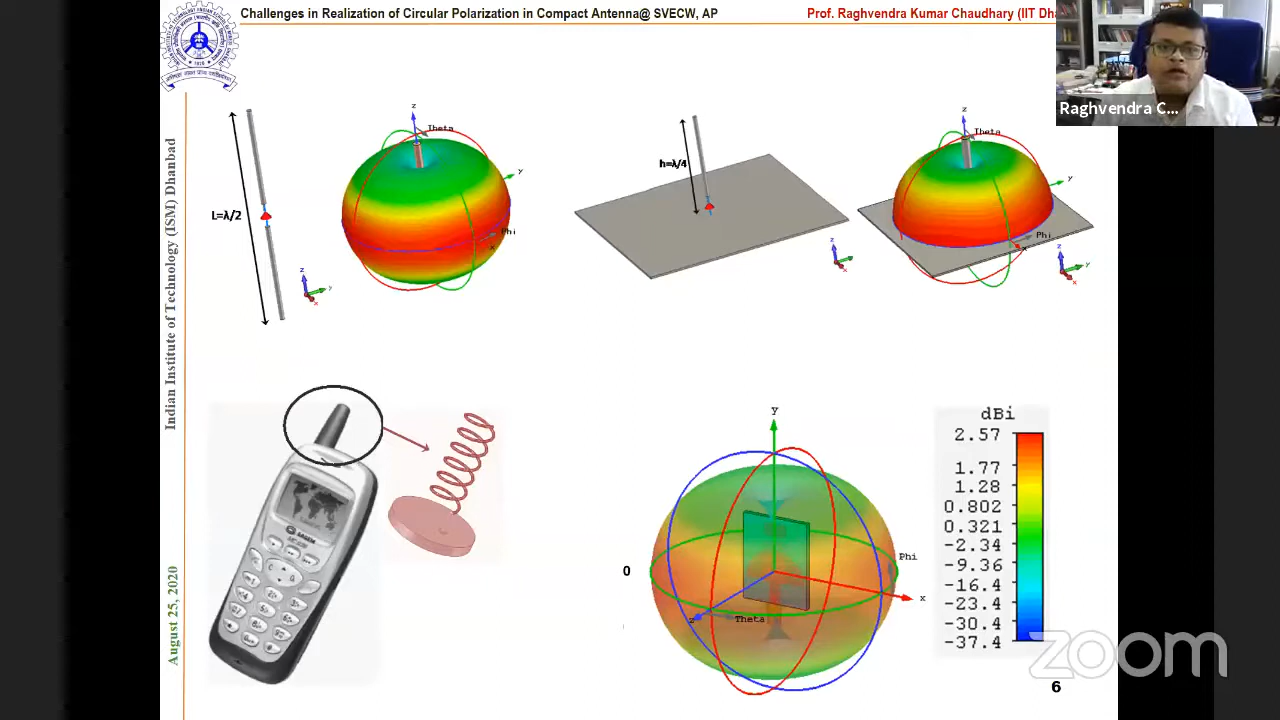 Challenges in Realization of Circular Polarization in Compact Antenna@ SVECW, AP
Prof. Raghvendra Kumar Chaudhary (IIT Dha
Raghvendra C...
Indian Institute of Technology (ISM) Dhanbad
August 25, 2020
L=λ/2
z
Theta
y
Phi
x
z
y
x
h=λ/4
z
x
z
Theta
y
Phi
x
z
y
x
y
Phi
x
z
Theta
0
dBi
2.57
1.77
1.28
0.802
0.321
-2.34
-9.36
-16.4
-23.4
-30.4
-37.4
zoom
6